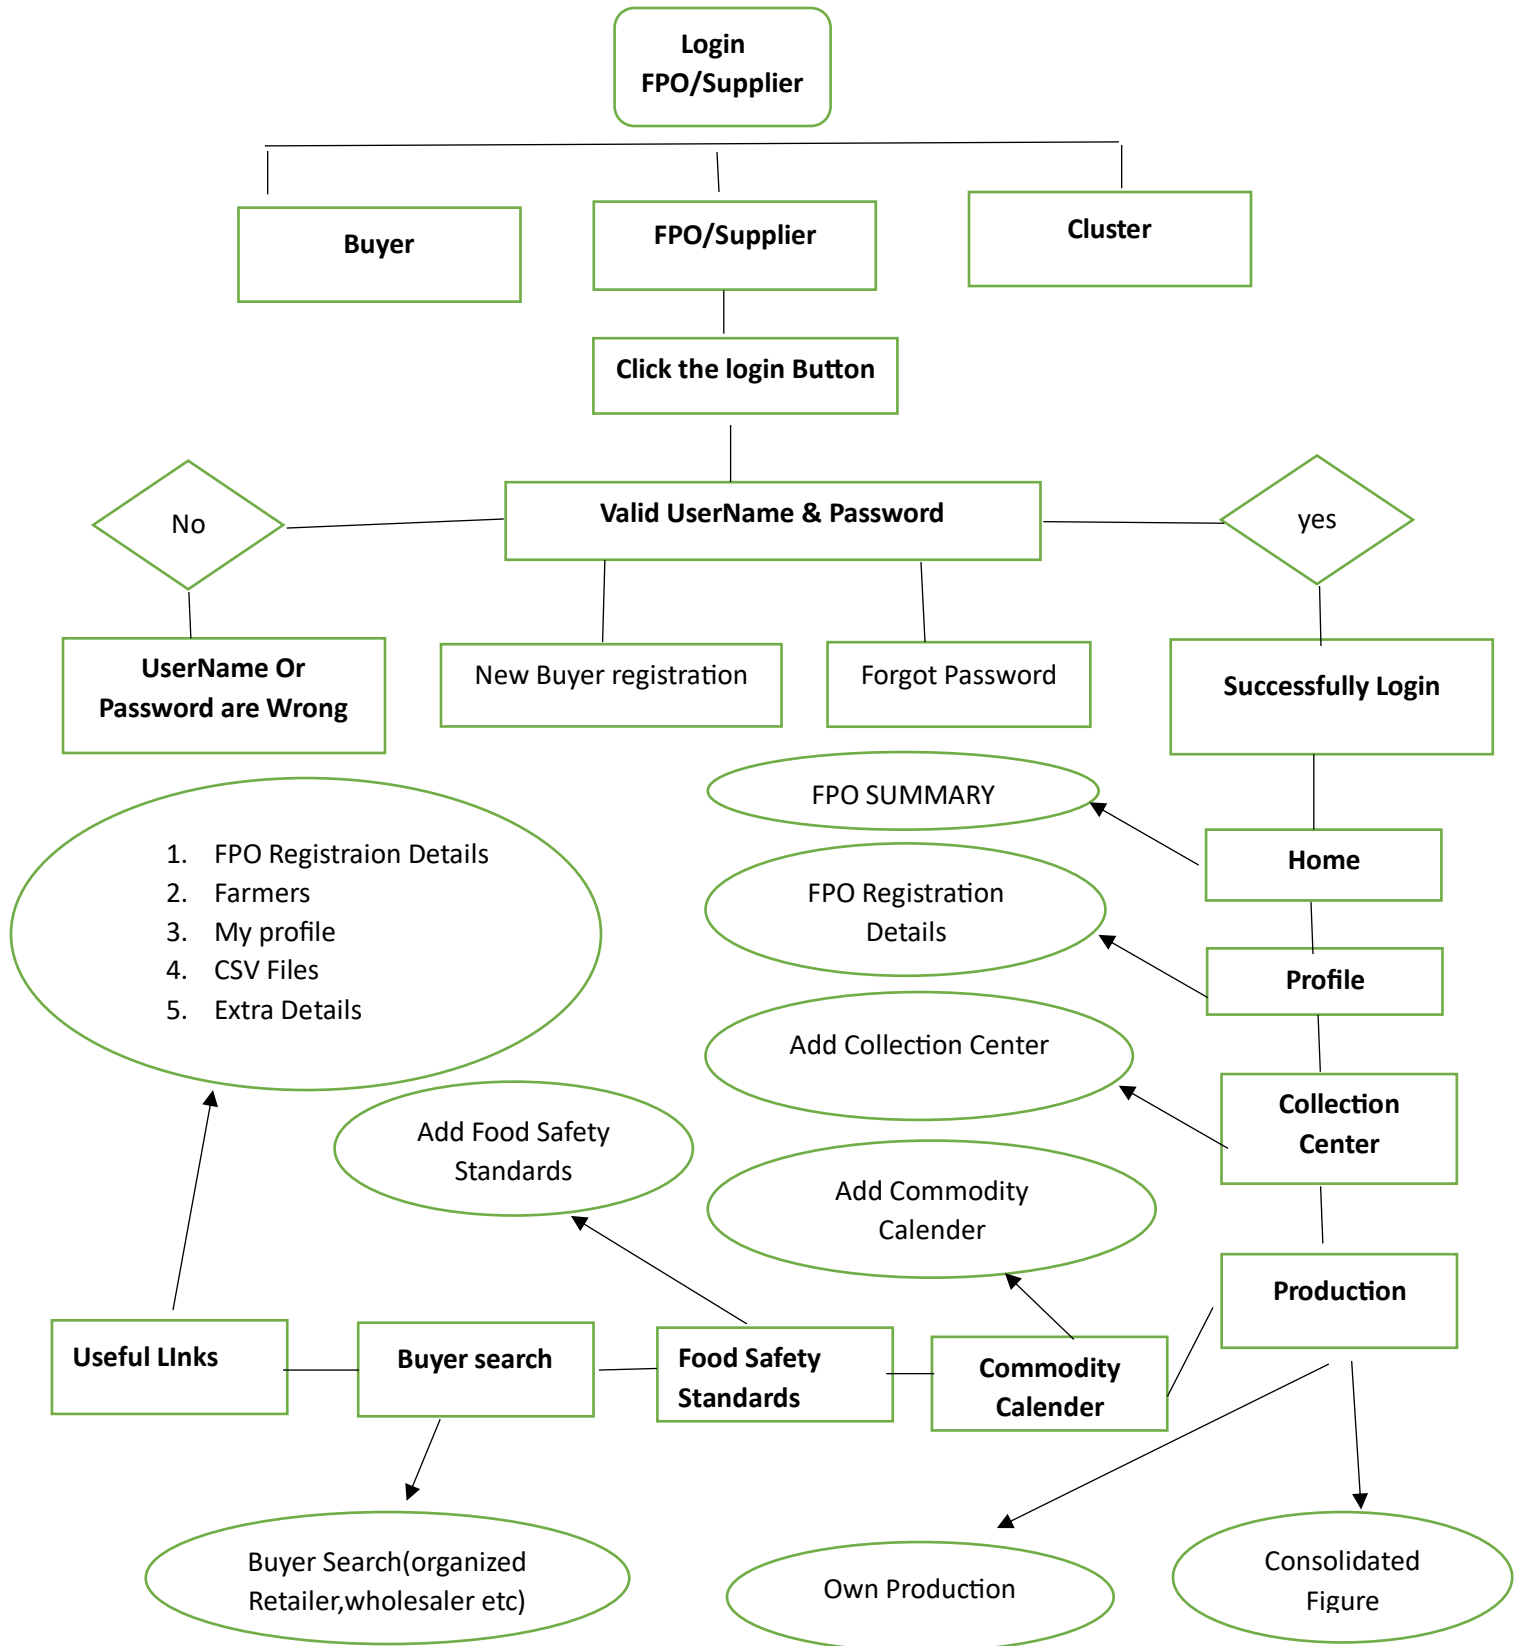 Login
FPO/Supplier
Buyer
FPO/Supplier
Cluster
Click the login Button
No
Valid UserName & Password
yes
UserName Or
Password are Wrong
New Buyer registration
Forgot Password
Successfully Login
FPO SUMMARY
Home
1. FPO Registraion Details
2. Farmers
3. My profile
4. CSV Files
5. Extra Details
FPO Registration
Details
Profile
Add Collection Center
Collection
Center
Add Food Safety
Standards
Add Commodity
Calender
Production
Useful LInks
Buyer search
Food Safety
Standards
Commodity
Calender
Buyer Search(organized
Retailer,wholesaler etc)
Own Production
Consolidated
Figure